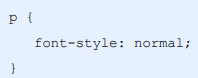 p {
   font-style: normal;
}